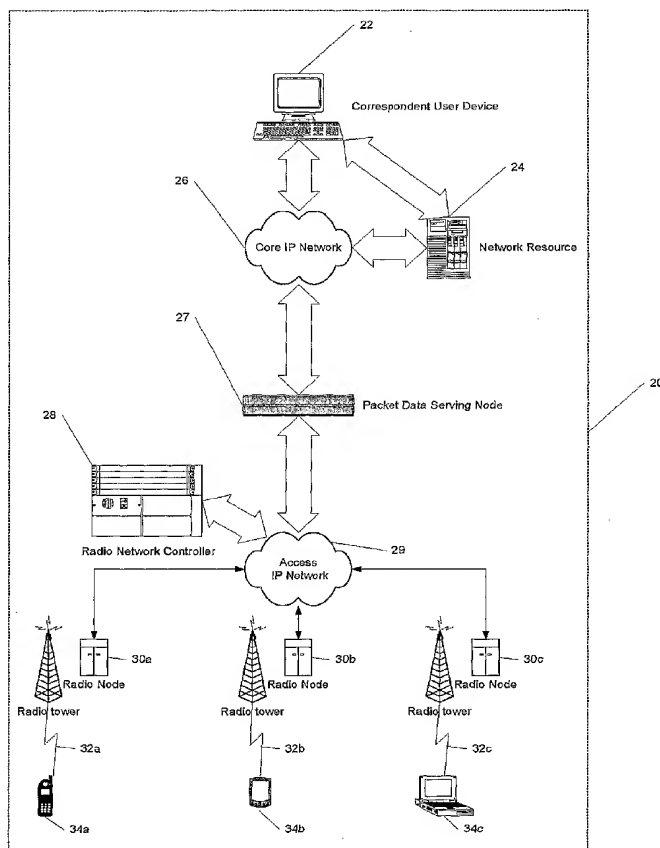 22
Correspondent User Device
26
24
Core IP Network
Network Resource
27
20
28
Packet Data Serving Node
Radio Network Controller
29
Access
IP Network
30a
30b
30c
Radio Node
Radio Node
Radio Node
Radio tower
Radio tower
Radio tower
32a
32b
32c
34a
34b
34c